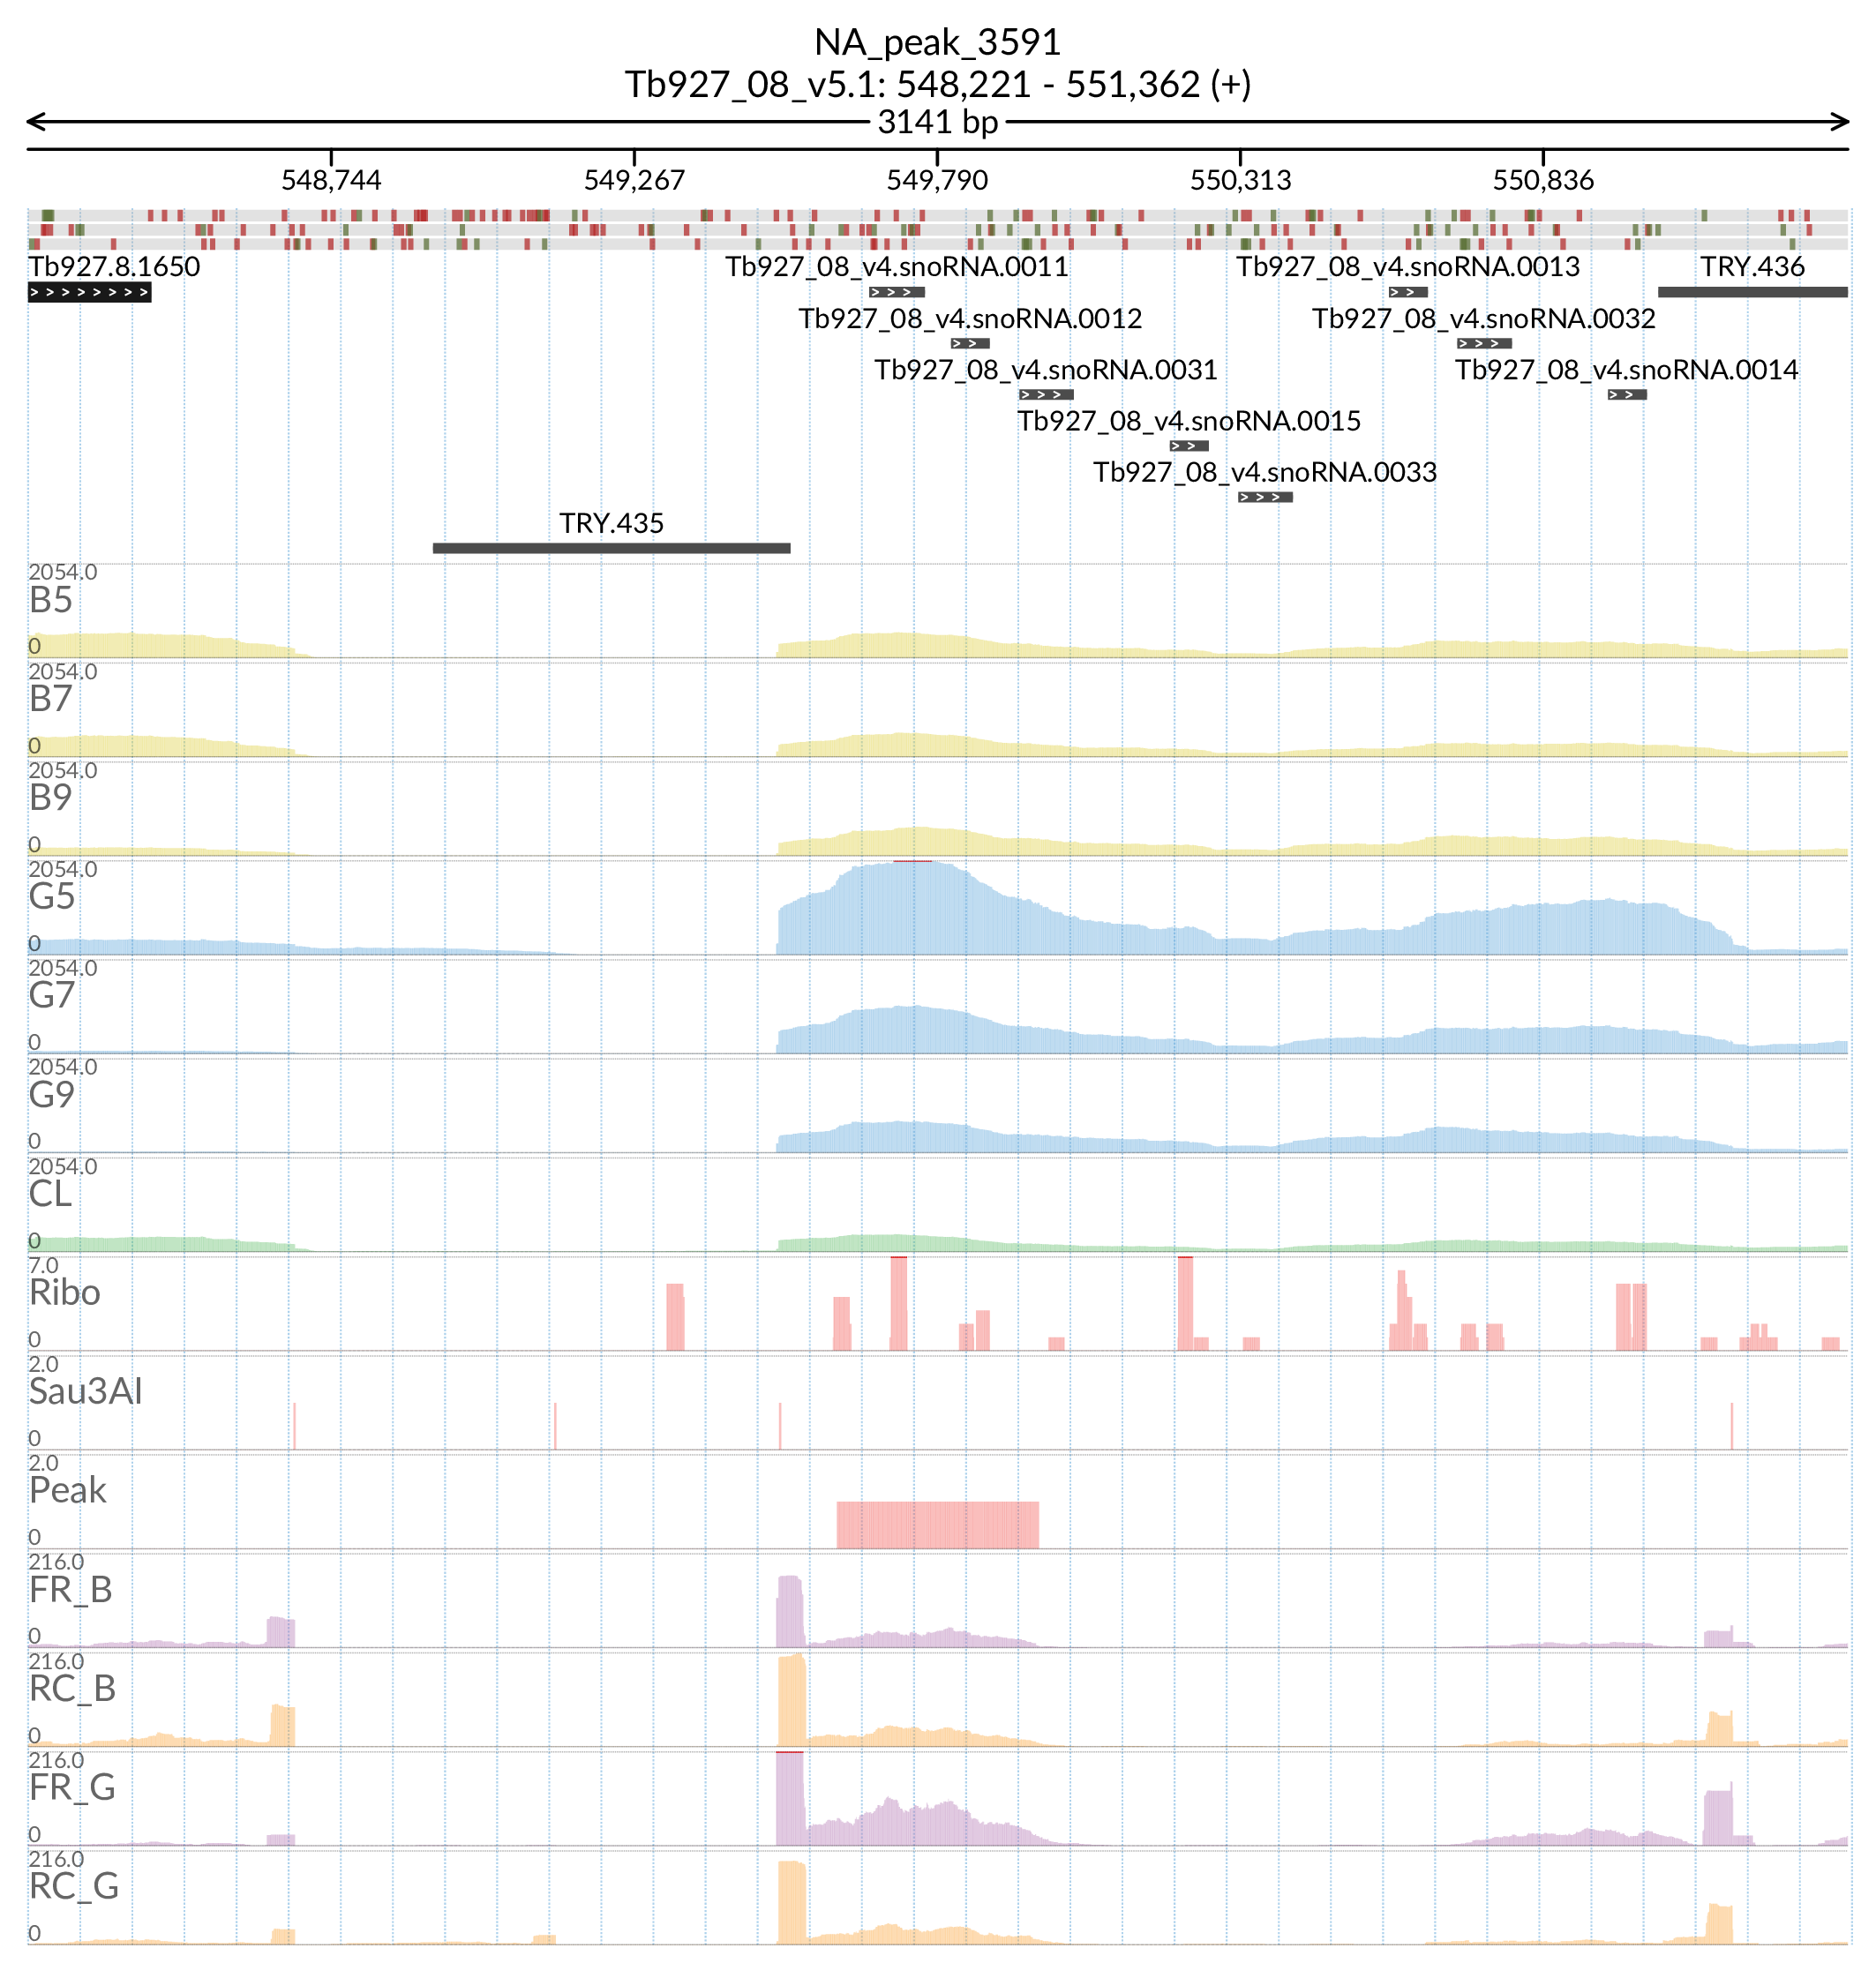 NA_peak_3591
Tb927_08_v5.1: 548,221 - 551,362 (+)
3141 bp
548,744 549,267 549,790 550,313 550,836
Tb927.8.1650 Tb927_08_v4.snoRNA.0011 Tb927_08_v4.snoRNA.0013 TRY.436
Tb927_08_v4.snoRNA.0012 Tb927_08_v4.snoRNA.0032
Tb927_08_v4.snoRNA.0031 Tb927_08_v4.snoRNA.0014
Tb927_08_v4.snoRNA.0015
Tb927_08_v4.snoRNA.0033
TRY.435
2054.0
B5
0
2054.0
B7
0
2054.0
B9
0
2054.0
G5
0
2054.0
G7
0
2054.0
G9
0
2054.0
CL
0
7.0
Ribo
0
2.0
Sau3AI
0
2.0
Peak
0
216.0
FR_B
0
216.0
RC_B
0
216.0
FR_G
0
216.0
RC_G
0